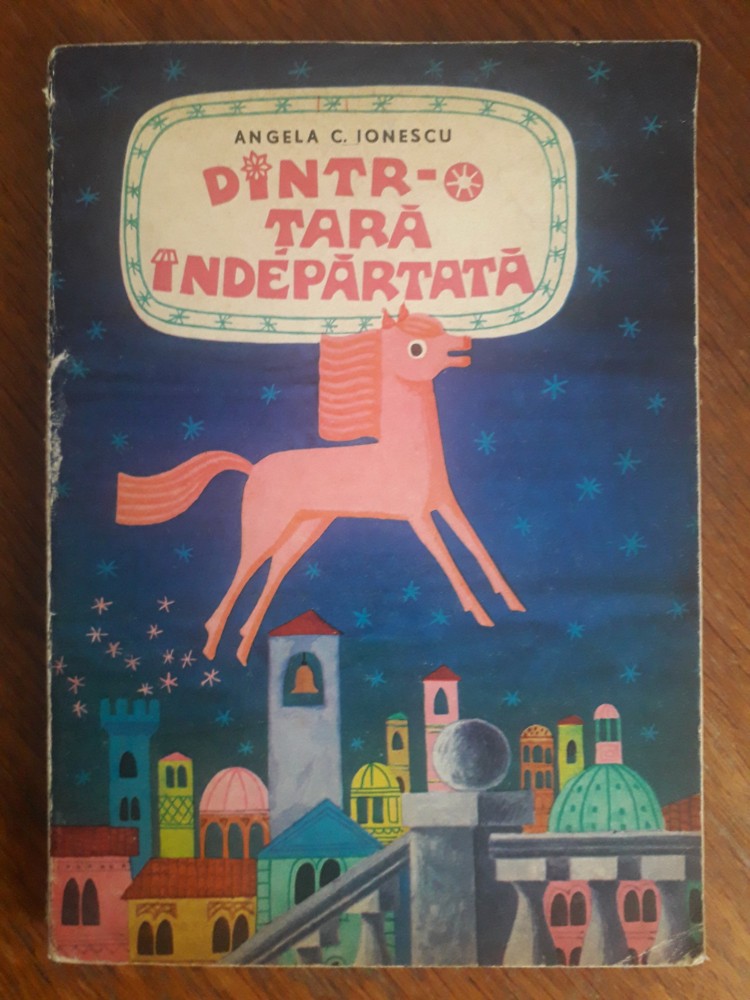 ANGELA C. IONESCU
DINTR-O
ȚARĂ
ÎNDEPĂRTATĂ